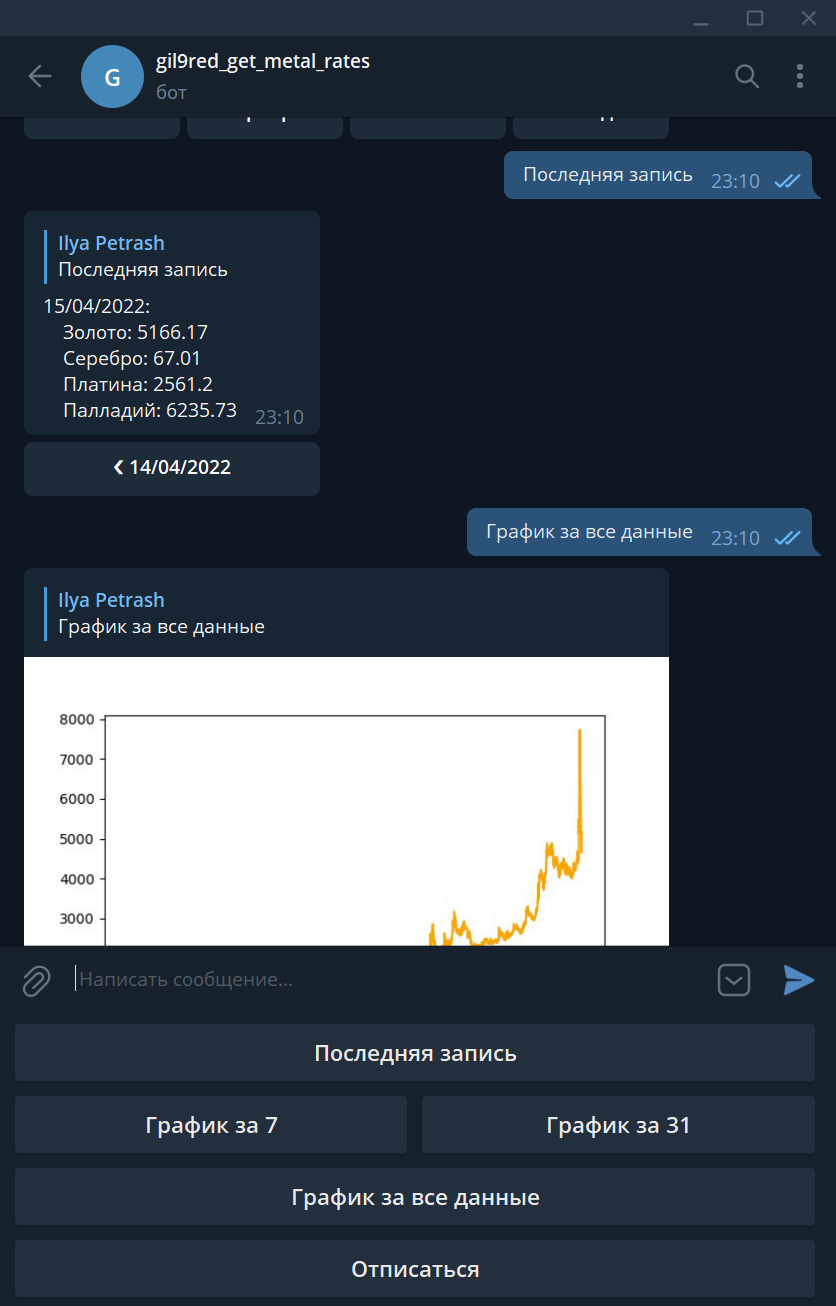 gil9red_get_metal_rates
бот
Последняя запись 23:10
Ilya Petrash
Последняя запись
15/04/2022:
Золото: 5166.17
Серебро: 67.01
Платина: 2561.2
Палладий: 6235.73 23:10
‹ 14/04/2022
График за все данные 23:10
Ilya Petrash
График за все данные
8000
7000
6000
5000
4000
3000
Написать сообщение...
Последняя запись
График за 7 График за 31
График за все данные
Отписаться
G